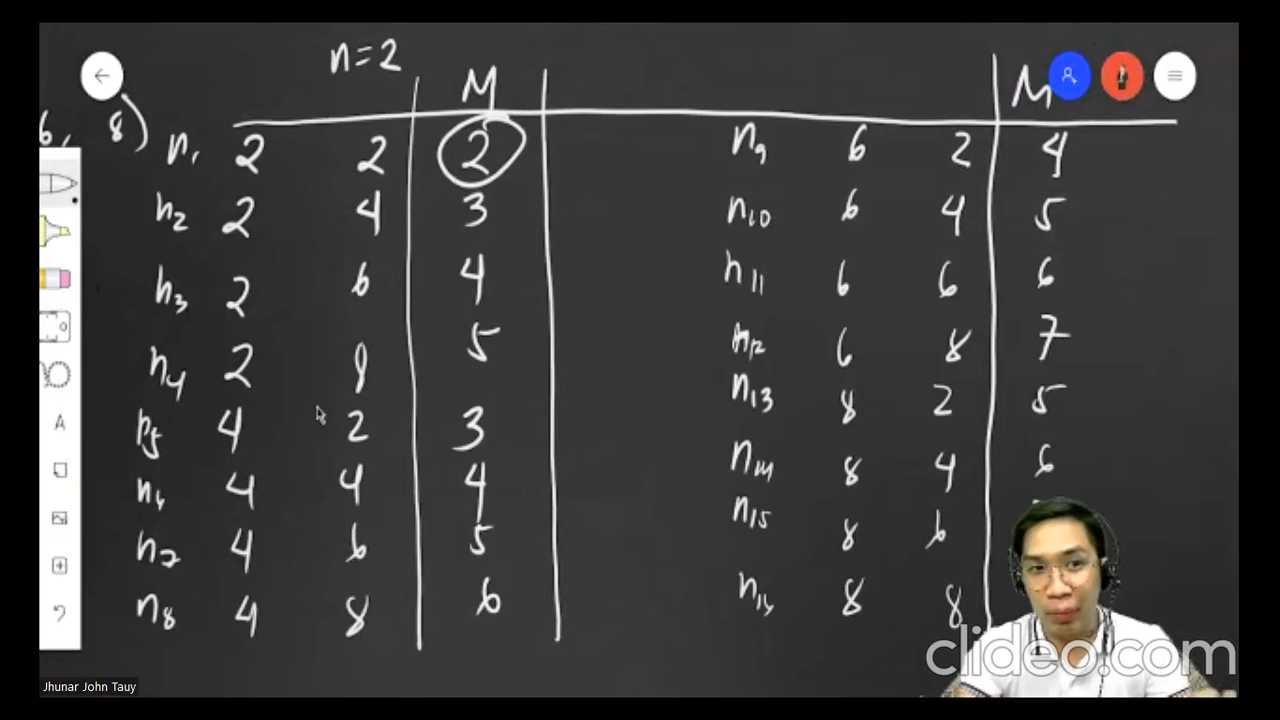 n=2
M
M
6, 8)
n1 2 2 2
n2 2 4 3
n3 2 6 4
n4 2 8 5
n5 4 2 3
4 4 4
n7 4 6 5
n8 4 8 6
n9 6 2 4
n10 6 4 5
n11 6 6 6
n12 6 8 7
n13 8 2 5
n14 8 4 6
n15 8 6
8 8
A
clideo.com
Jhunar John Tauy